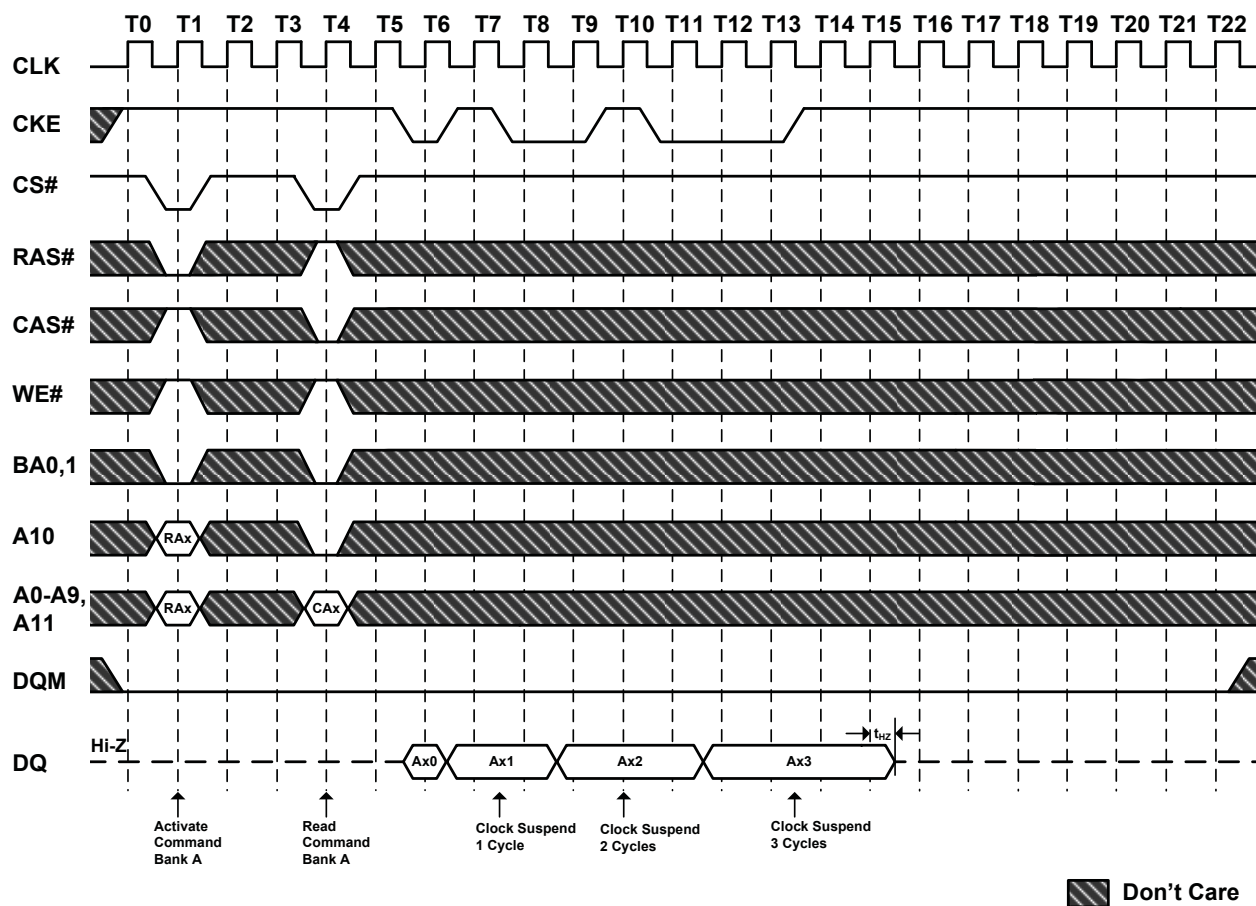 T0 T1 T2 T3 T4 T5 T6 T7 T8 T9 T10 T11 T12 T13 T14 T15 T16 T17 T18 T19 T20 T21 T22
CLK
CKE
CS#
RAS#
CAS#
WE#
BA0,1
A10
RAx
A0-A9,
A11
RAx CAx
DQM
DQ
Hi-Z
Ax0 Ax1 Ax2 Ax3
tHZ
Activate
Command
Bank A
Read
Command
Bank A
Clock Suspend
1 Cycle
Clock Suspend
2 Cycles
Clock Suspend
3 Cycles
Don't Care